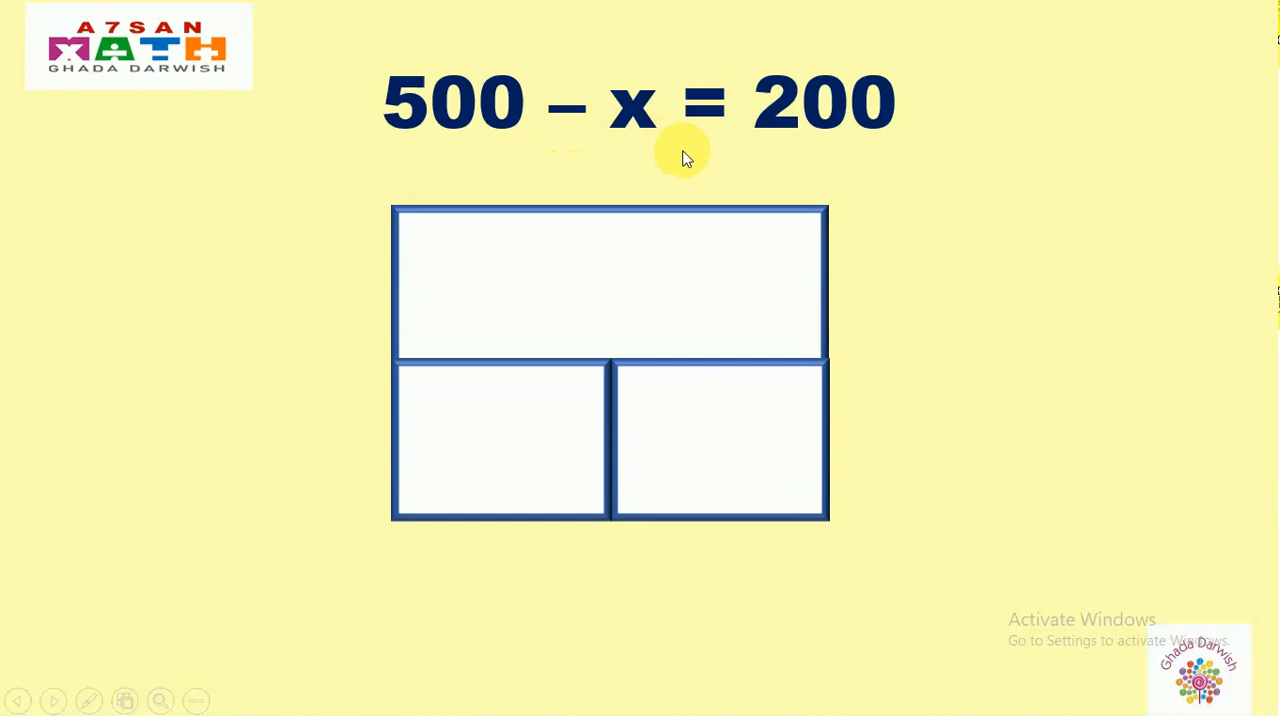 A7SAN
MATH
GHADA DARWISH
500 – x = 200
Activate Windows
Go to Settings to activate Windows.
Ghada Darwish